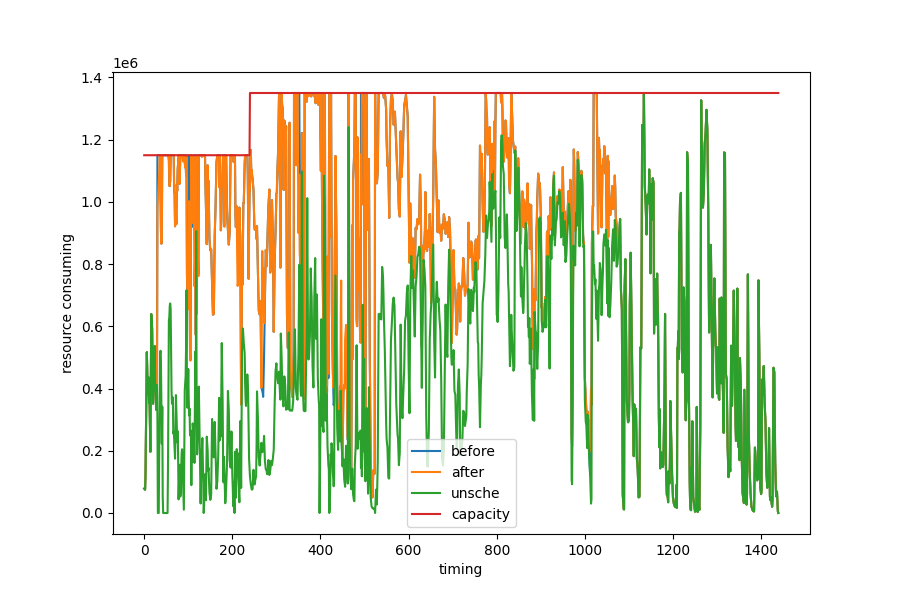 1e6
1.4
1.2
1.0
0.8
0.6
0.4
0.2
0.0
resource consuming
0 200 400 600 800 1000 1200 1400
timing
before
after
unsche
capacity